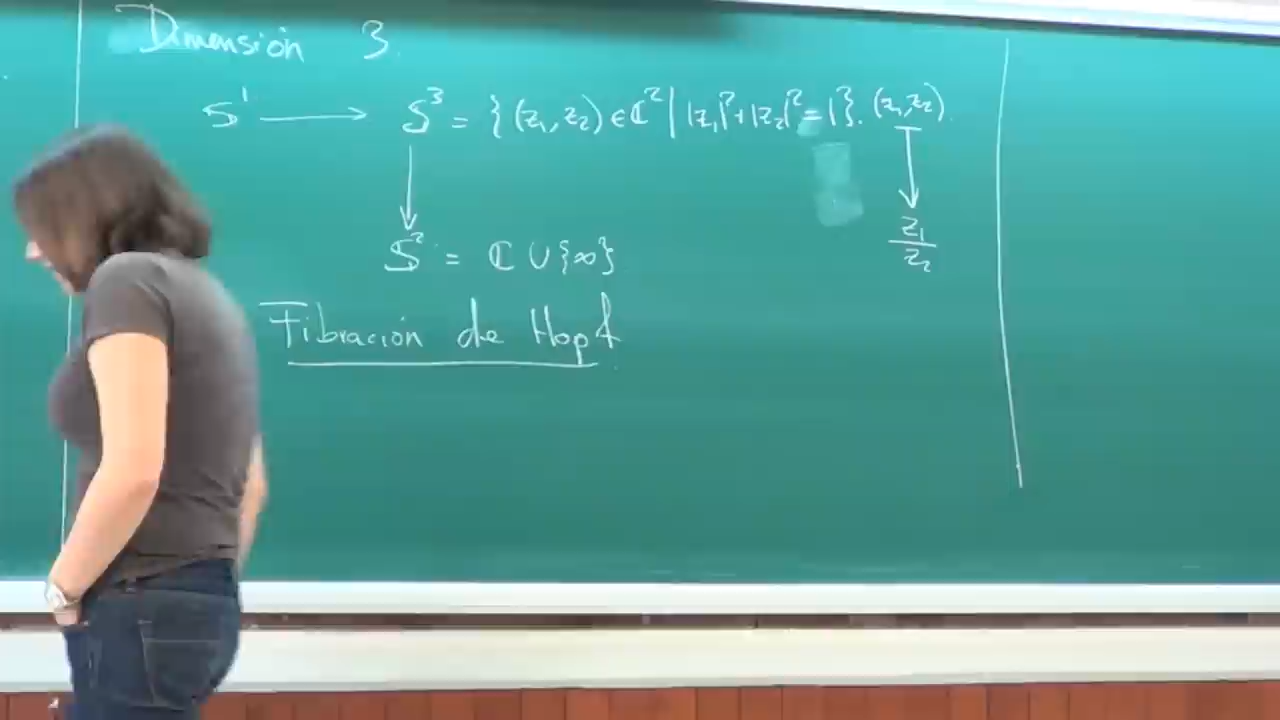 Dimensión 3.
S¹ ⟶ S³ = {(z₁, z₂) ∈ ℂ² | |z₁|² + |z₂|² = 1}. (z₁, z₂)
↓ ↓
S² = ℂ ∪ {∞} z₁/z₂
Fibración de Hopf